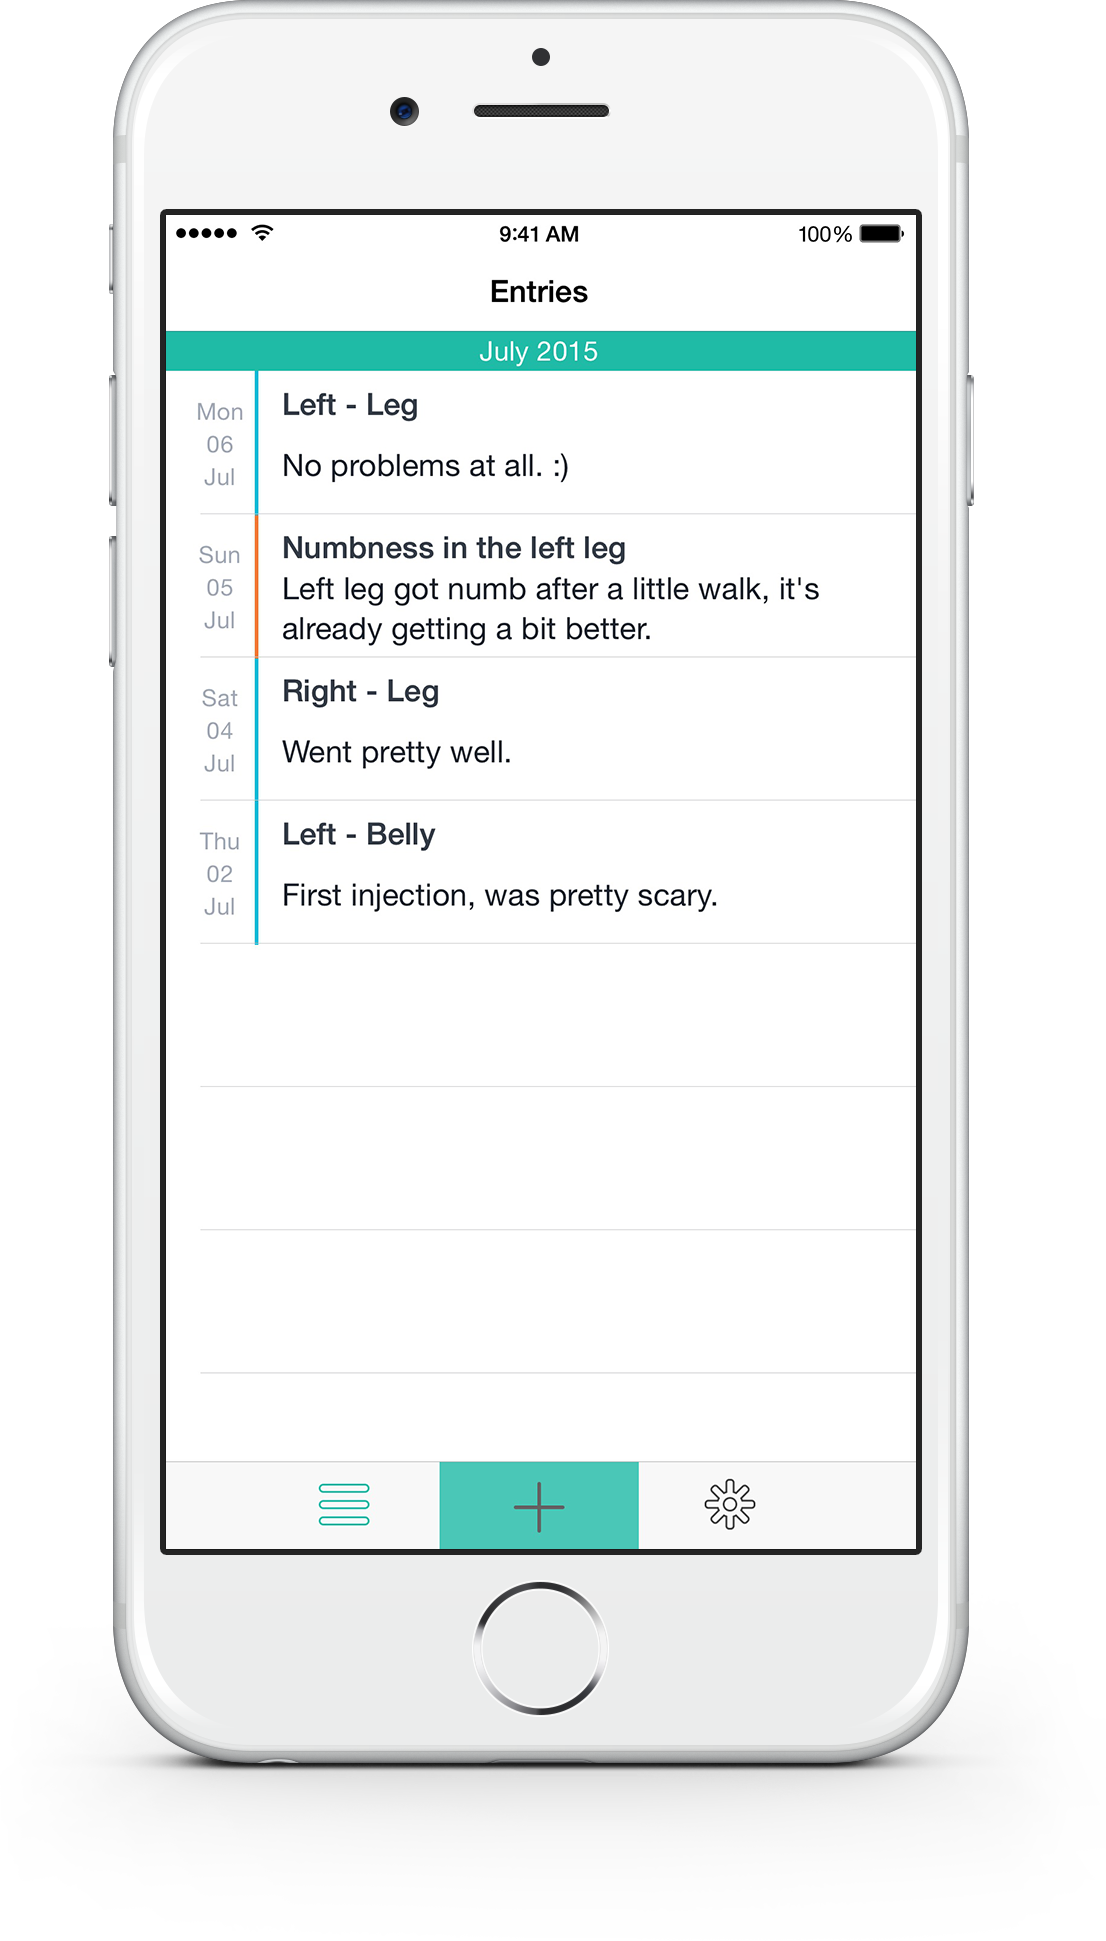 9:41 AM
100%
Entries
July 2015
Mon
06
Jul
Left - Leg
No problems at all. :)
Sun
05
Jul
Numbness in the left leg
Left leg got numb after a little walk, it's
already getting a bit better.
Sat
04
Jul
Right - Leg
Went pretty well.
Thu
02
Jul
Left - Belly
First injection, was pretty scary.